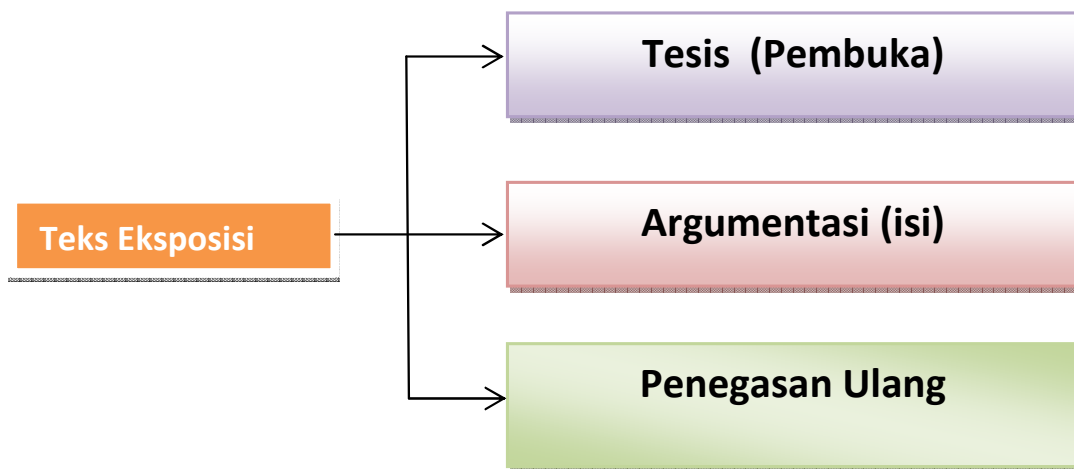 Tesis (Pembuka)
Teks Eksposisi
Argumentasi (isi)
Penegasan Ulang